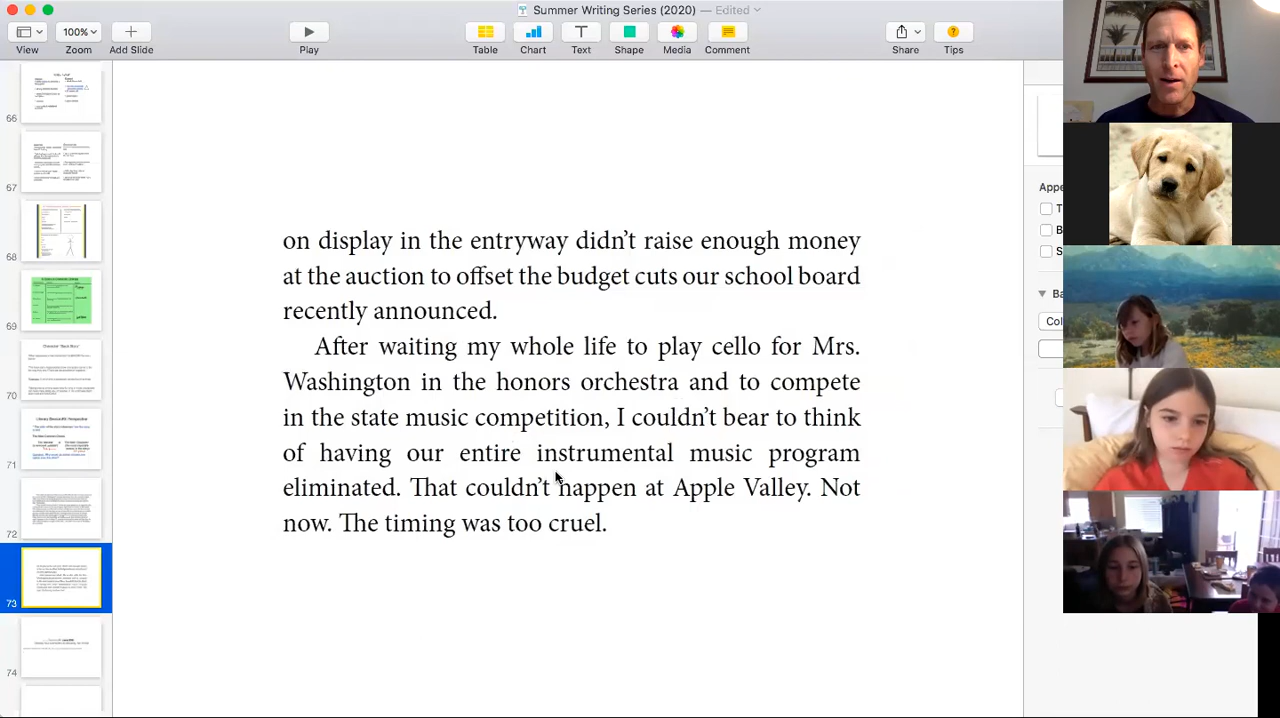 Summer Writing Series (2020) — Edited
100%
View
Zoom
Add Slide
Play
Table
Chart
Text
Shape
Media
Comment
Share
Tips
66
67
68
69
70
71
72
73
74
on display in the entryway didn’t raise enough money
at the auction to offset the budget cuts our school board
recently announced.
After waiting my whole life to play cello for Mrs.
Washington in the honors orchestra and to compete
in the state music competition, I couldn’t bear to think
of having our entire instrumental music program
eliminated. That couldn’t happen at Apple Valley. Not
now. The timing was too cruel.
Appe
T
B
S
Ba
Col